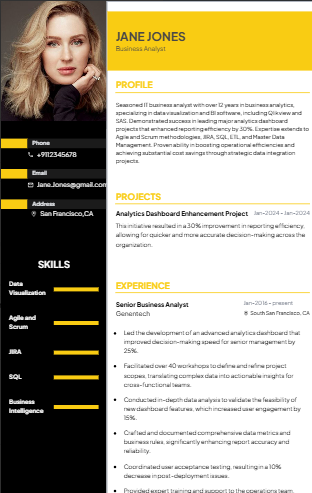 JANE JONES
Business Analyst
Phone
+9112345678
Email
Jane.Jones@gmail.com
Address
San Francisco,CA
SKILLS
Data
Visualization
Agile and
Scrum
JIRA
SQL
Business
Intelligence
PROFILE
Seasoned IT business analyst with over 12 years in business analytics,
specializing in data visualization and BI software, including Qlikview and
SAS. Demonstrated success in leading major analytics dashboard
projects that enhanced reporting efficiency by 30%. Expertise extends to
Agile and Scrum methodologies, JIRA, SQL, ETL, and Master Data
Management. Proven ability in boosting operational efficiencies and
achieving substantial cost savings through strategic data integration
projects.
PROJECTS
Analytics Dashboard Enhancement Project Jan-2024 - Jan-2024
This initiative resulted in a 30% improvement in reporting efficiency,
allowing for quicker and more accurate decision-making across the
organization.
EXPERIENCE
Senior Business Analyst Jan-2016 - present
Genentech South San Francisco, CA
• Led the development of an advanced analytics dashboard that
improved decision-making speed for senior management by
25%.
• Facilitated over 40 workshops to define and refine project
scopes, translating complex data into actionable insights for
cross-functional teams.
• Conducted in-depth data analysis to validate the feasibility of
new dashboard features, which increased user engagement by
15%.
• Crafted and documented comprehensive data metrics and
business rules, significantly enhancing report accuracy and
reliability.
• Coordinated user acceptance testing, resulting in a 10%
decrease in post-deployment issues.
• Provided expert training and support to the operations team